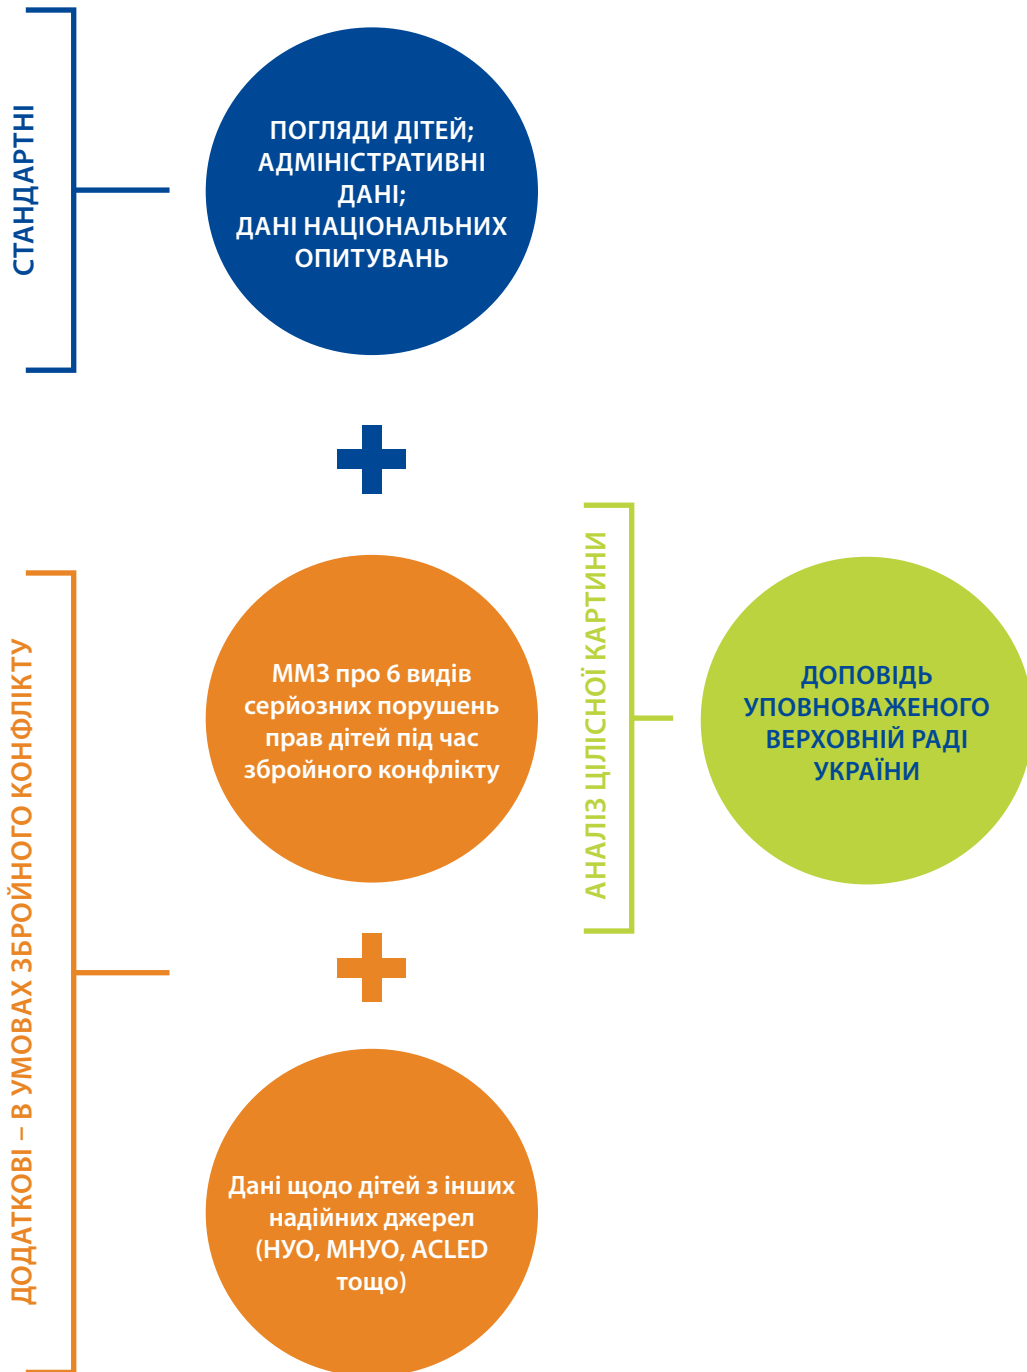 СТАНДАРТНІ
ПОГЛЯДИ ДІТЕЙ;
АДМІНІСТРАТИВНІ
ДАНІ;
ДАНІ НАЦІОНАЛЬНИХ
ОПИТУВАНЬ
ДОДАТКОВІ – В УМОВАХ ЗБРОЙНОГО КОНФЛІКТУ
ММЗ про 6 видів
серйозних порушень
прав дітей під час
збройного конфлікту
Дані щодо дітей з інших
надійних джерел
(НУО, МНУО, ACLED
тощо)
АНАЛІЗ ЦІЛІСНОЇ КАРТИНИ
ДОПОВІДЬ
УПОВНОВАЖЕНОГО
ВЕРХОВНІЙ РАДІ
УКРАЇНИ